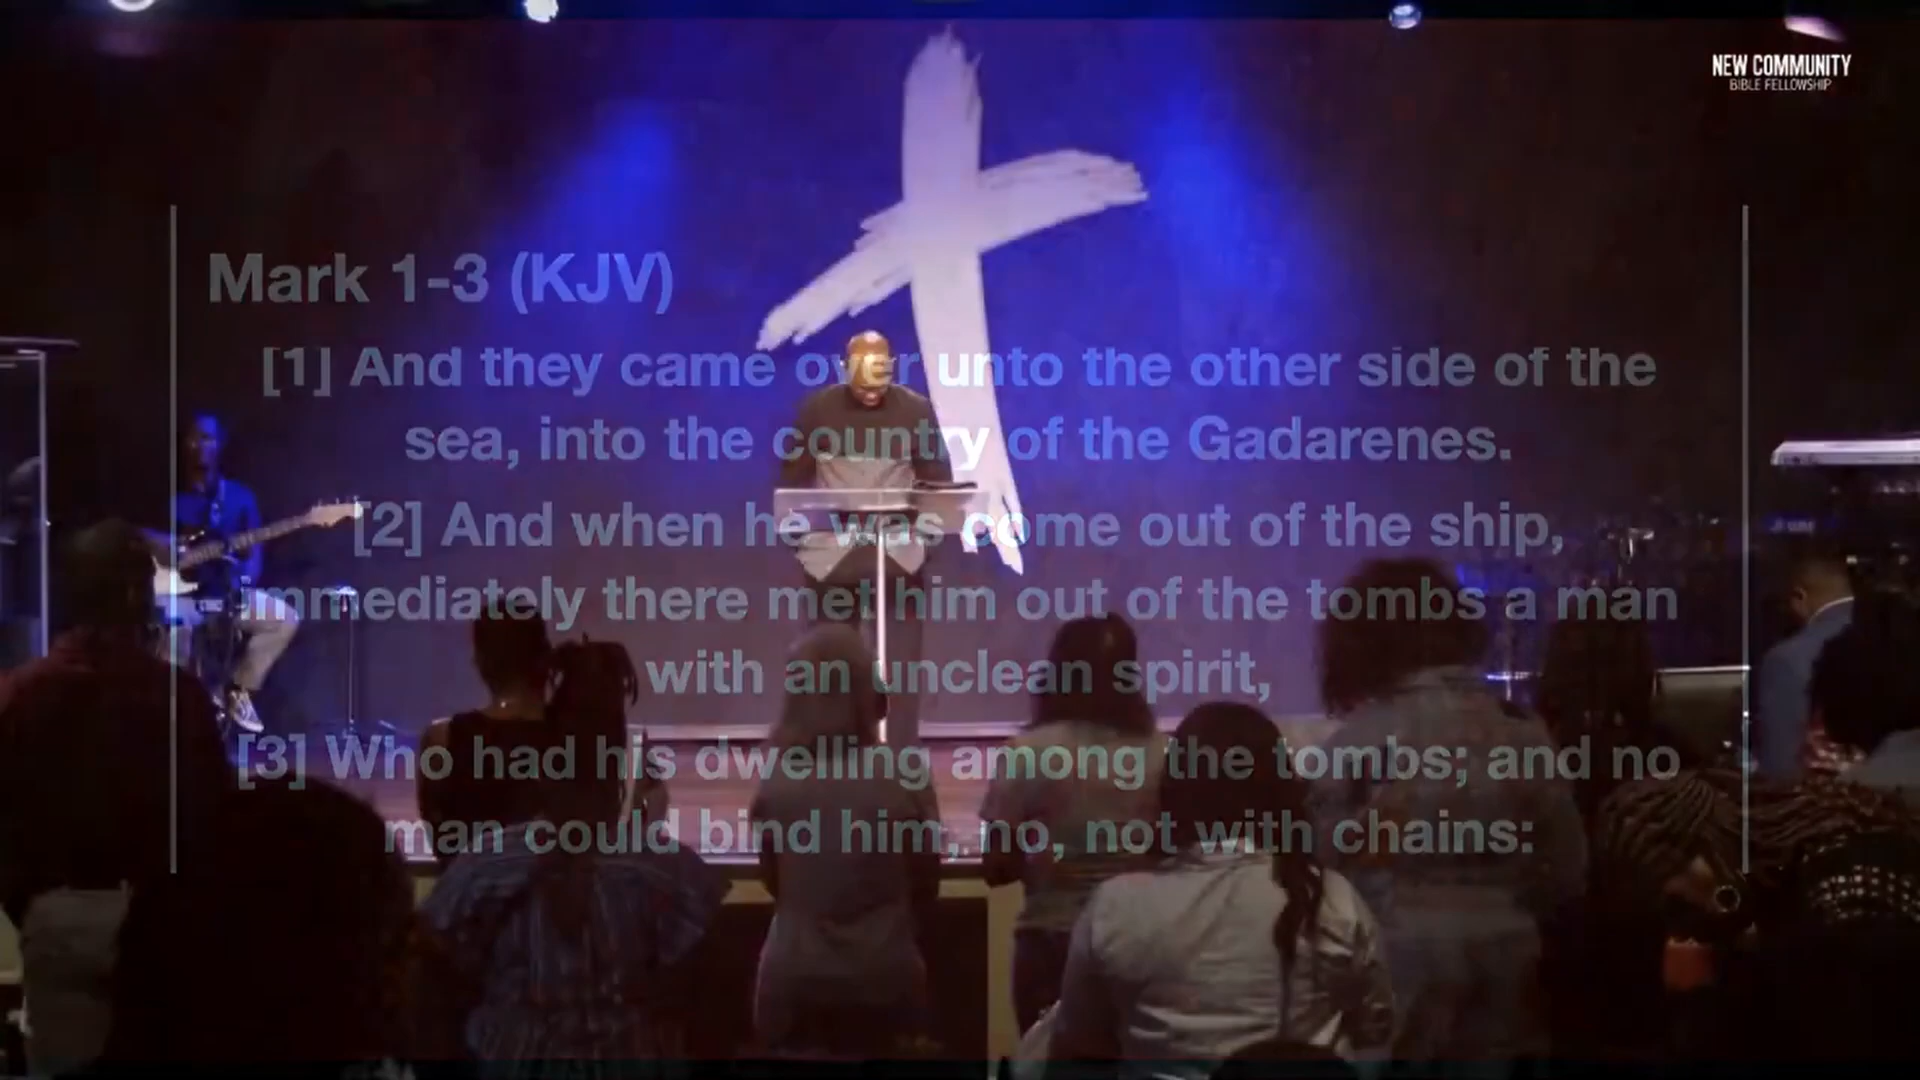 NEW COMMUNITY
BIBLE FELLOWSHIP
Mark 1-3 (KJV)
[1] And they came over unto the other side of the
sea, into the country of the Gadarenes.
[2] And when he was come out of the ship,
immediately there met him out of the tombs a man
with an unclean spirit,
[3] Who had his dwelling among the tombs; and no
man could bind him, no, not with chains: